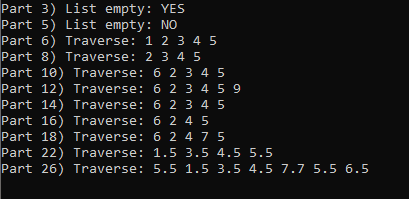 Part 3) List empty: YES
Part 5) List empty: NO
Part 6) Traverse: 1 2 3 4 5
Part 8) Traverse: 2 3 4 5
Part 10) Traverse: 6 2 3 4 5
Part 12) Traverse: 6 2 3 4 5 9
Part 14) Traverse: 6 2 3 4 5
Part 16) Traverse: 6 2 4 5
Part 18) Traverse: 6 2 4 7 5
Part 22) Traverse: 1.5 3.5 4.5 5.5
Part 26) Traverse: 5.5 1.5 3.5 4.5 7.7 5.5 6.5